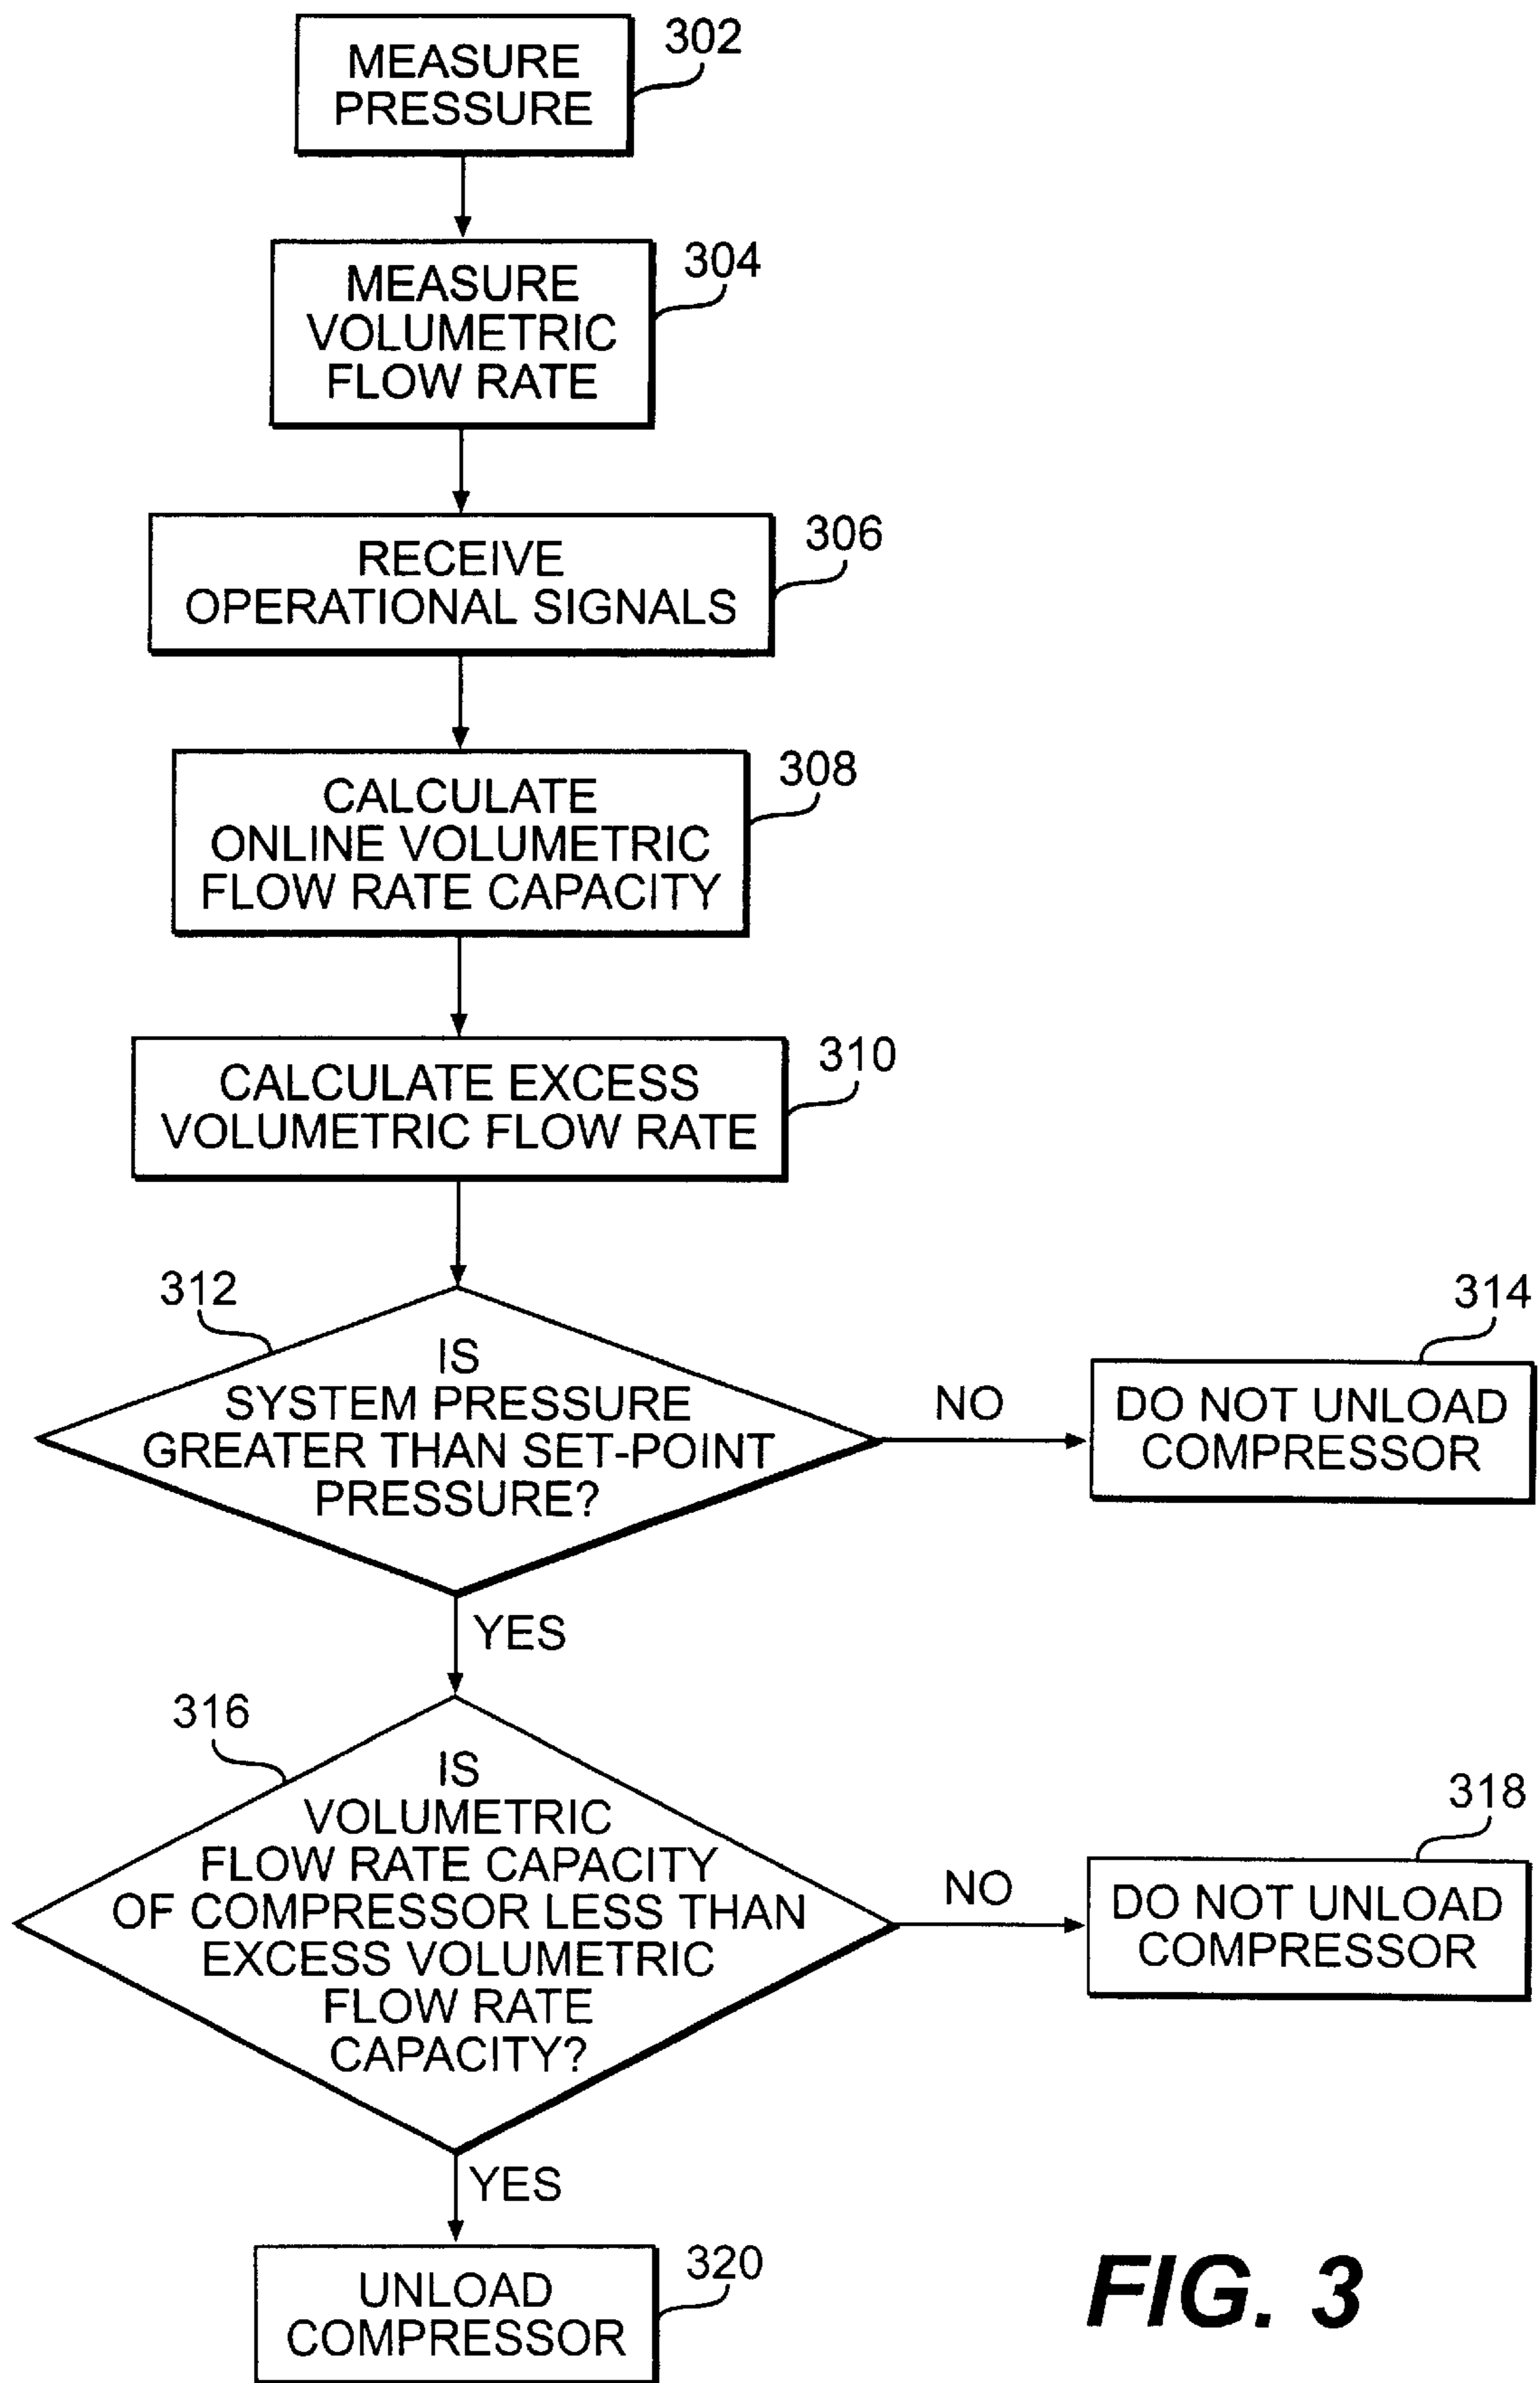 302
MEASURE
PRESSURE
304
MEASURE
VOLUMETRIC
FLOW RATE
306
RECEIVE
OPERATIONAL SIGNALS
308
CALCULATE
ONLINE VOLUMETRIC
FLOW RATE CAPACITY
310
CALCULATE EXCESS
VOLUMETRIC FLOW RATE
312
IS
SYSTEM PRESSURE
GREATER THAN SET-POINT
PRESSURE?
NO
314
DO NOT UNLOAD
COMPRESSOR
YES
316
IS
VOLUMETRIC
FLOW RATE CAPACITY
OF COMPRESSOR LESS THAN
EXCESS VOLUMETRIC
FLOW RATE
CAPACITY?
NO
318
DO NOT UNLOAD
COMPRESSOR
YES
320
UNLOAD
COMPRESSOR
FIG. 3